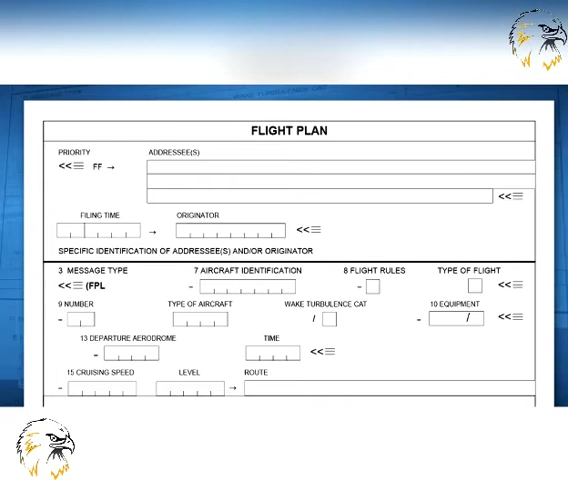 FLIGHT PLAN
PRIORITY ADDRESSEE(S)
<<≡ FF →
<<≡
FILING TIME ORIGINATOR
→ <<≡
SPECIFIC IDENTIFICATION OF ADDRESSEE(S) AND/OR ORIGINATOR
3 MESSAGE TYPE 7 AIRCRAFT IDENTIFICATION 8 FLIGHT RULES TYPE OF FLIGHT
<<≡ (FPL – – <<≡
9 NUMBER TYPE OF AIRCRAFT WAKE TURBULENCE CAT 10 EQUIPMENT
– / – / <<≡
13 DEPARTURE AERODROME TIME
– <<≡
15 CRUISING SPEED LEVEL ROUTE
– →